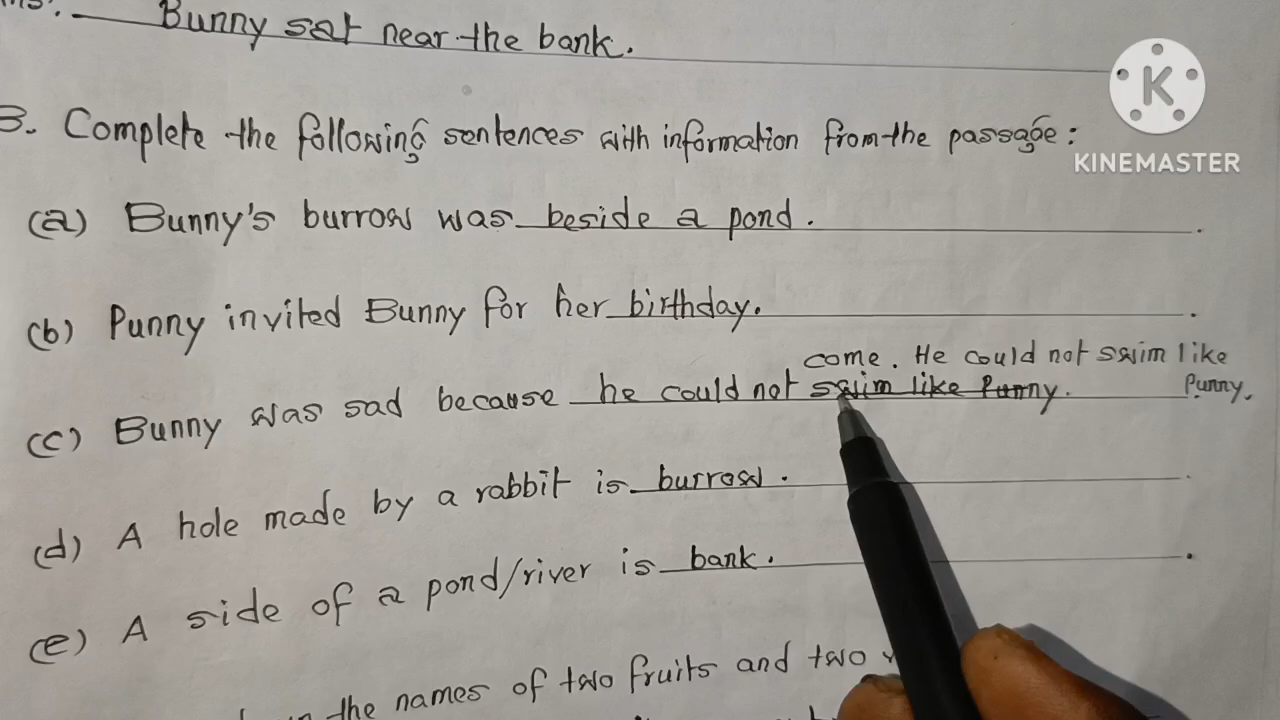 Bunny sat near the bank.
3. Complete the following sentences with information from the passage:
KINEMASTER
(a) Bunny's burrow was beside a pond.
(b) Punny invited Bunny for her birthday.
come. He could not swim like
(c) Bunny was sad because he could not swim like Punny. Punny.
(d) A hole made by a rabbit is burrow.
(e) A side of a pond/river is bank.
the names of two fruits and two